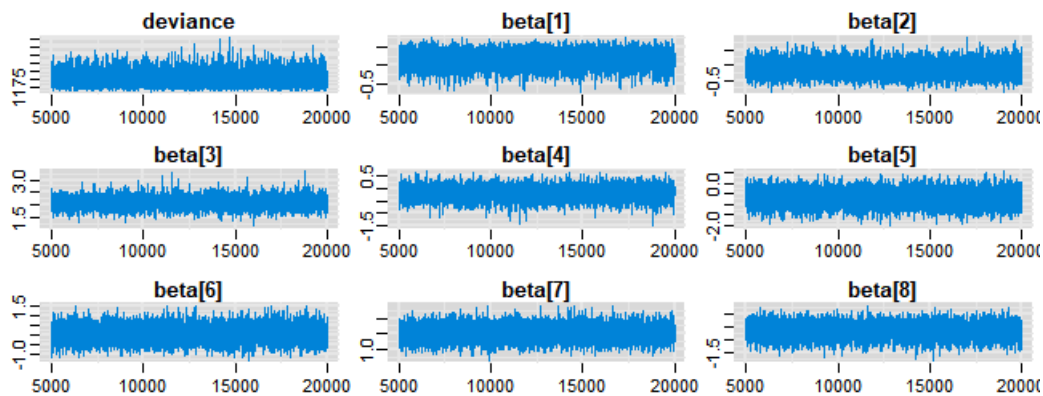 deviance beta[1] beta[2]
1175 -0.5 -0.5
5000 10000 15000 20000 5000 10000 15000 20000 5000 10000 15000 20000
beta[3] beta[4] beta[5]
3.0 0.5 0.0
1.5 -1.5 -2.0
5000 10000 15000 20000 5000 10000 15000 20000 5000 10000 15000 20000
beta[6] beta[7] beta[8]
1.5
-1.0 1.0 -1.5
5000 10000 15000 20000 5000 10000 15000 20000 5000 10000 15000 20000